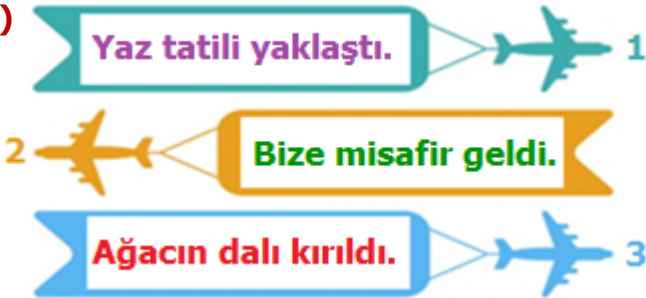 )
Yaz tatili yaklaştı. 1
2 Bize misafir geldi.
Ağacın dalı kırıldı. 3